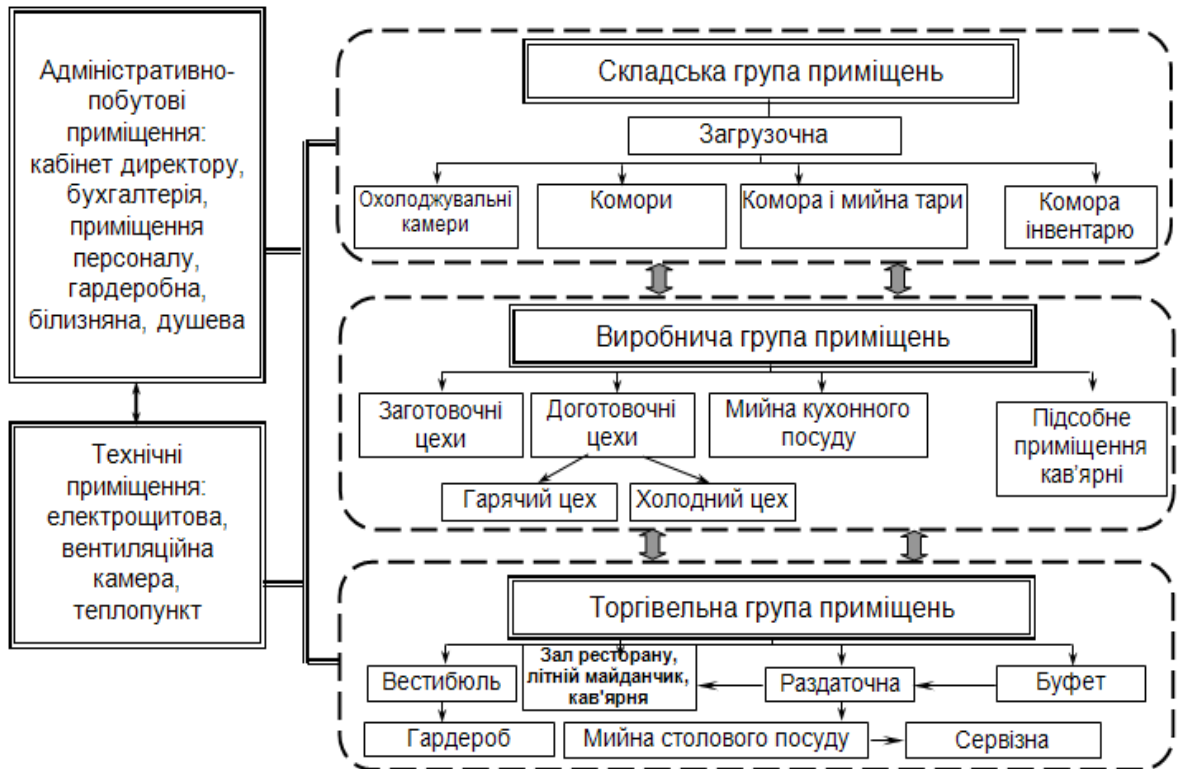 Адміністративно-
побутові
приміщення:
кабінет директору,
бухгалтерія,
приміщення
персоналу,
гардеробна,
білизняна, душева
Технічні
приміщення:
електрощитова,
вентиляційна
камера,
теплопункт
Складська група приміщень
Загрузочна
Охолоджувальні
камери
Комори
Комора і мийна тари
Комора
інвентарю
Виробнича група приміщень
Заготовочні
цехи
Доготовочні
цехи
Мийна кухонного
посуду
Підсобне
приміщення
кав’ярні
Гарячий цех
Холодний цех
Торгівельна група приміщень
Вестибюль
Зал ресторану,
літній майданчик,
кав'ярня
Раздаточна
Буфет
Гардероб
Мийна столового посуду
Сервізна